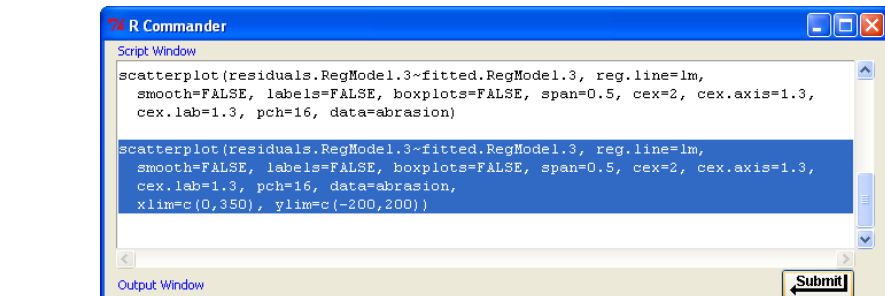 R Commander
Script Window
scatterplot(residuals.RegModel.3~fitted.RegModel.3, reg.line=lm,
smooth=FALSE, labels=FALSE, boxplots=FALSE, span=0.5, cex=2, cex.axis=1.3,
cex.lab=1.3, pch=16, data=abrasion)
scatterplot(residuals.RegModel.3~fitted.RegModel.3, reg.line=lm,
smooth=FALSE, labels=FALSE, boxplots=FALSE, span=0.5, cex=2, cex.axis=1.3,
cex.lab=1.3, pch=16, data=abrasion,
xlim=c(0,350), ylim=c(-200,200))
Output Window
Submit